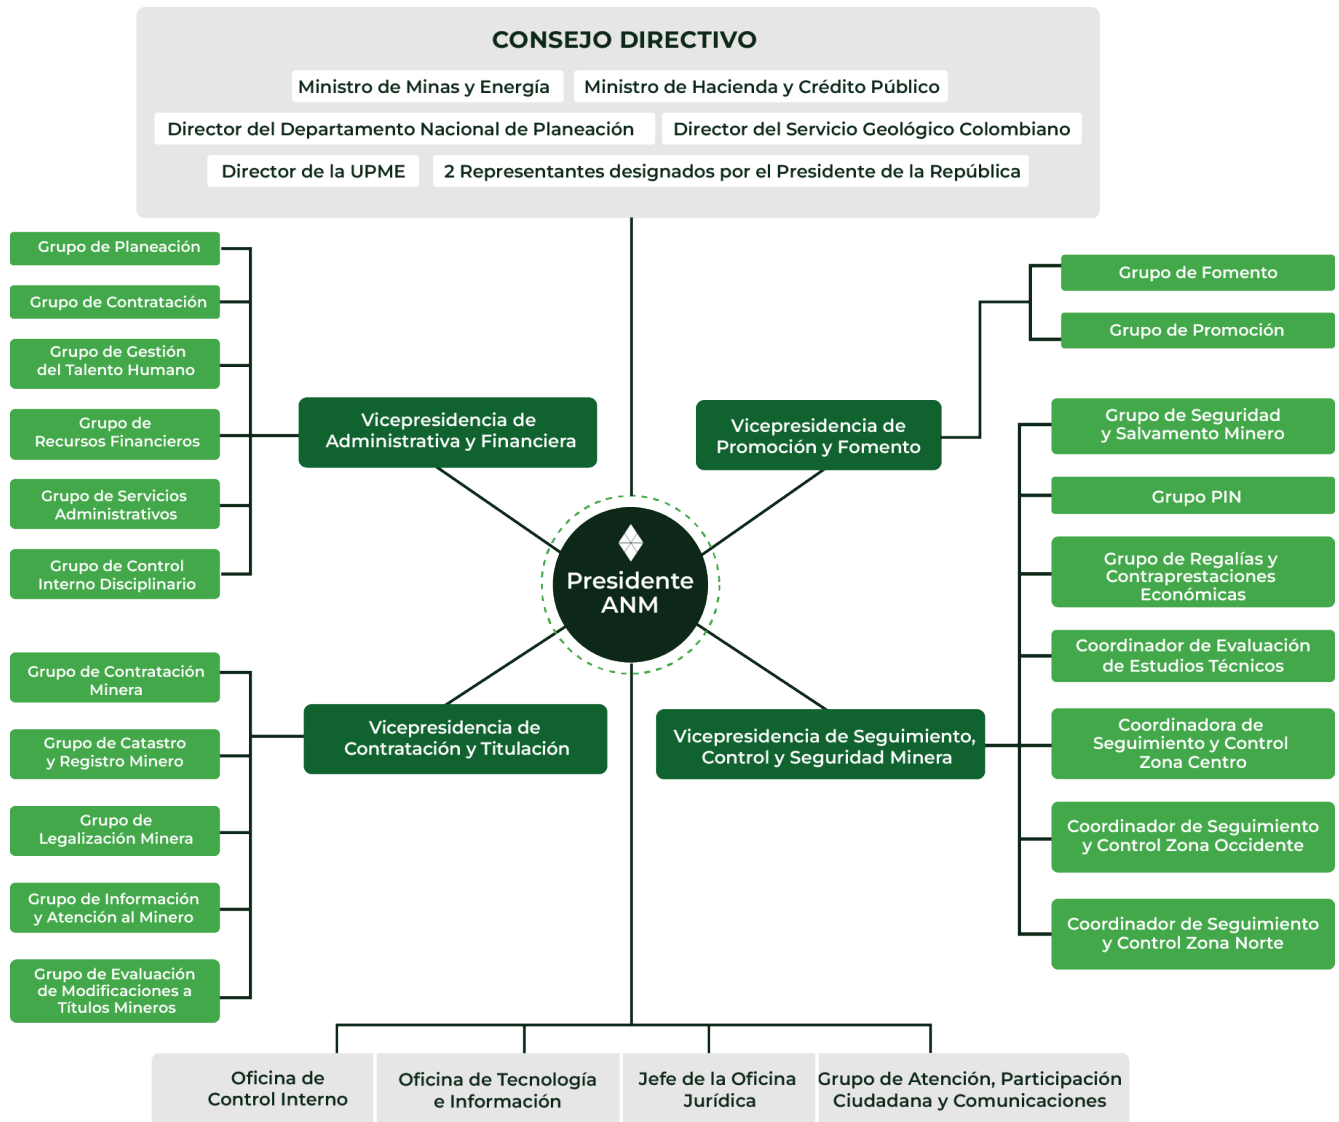 CONSEJO DIRECTIVO
Ministro de Minas y Energía
Ministro de Hacienda y Crédito Público
Director del Departamento Nacional de Planeación
Director del Servicio Geológico Colombiano
Director de la UPME
2 Representantes designados por el Presidente de la República
Grupo de Planeación
Grupo de Contratación
Grupo de Gestión
del Talento Humano
Grupo de
Recursos Financieros
Grupo de Servicios
Administrativos
Grupo de Control
Interno Disciplinario
Vicepresidencia de
Administrativa y Financiera
Vicepresidencia de
Promoción y Fomento
Grupo de Fomento
Grupo de Promoción
Presidente
ANM
Grupo de Contratación
Minera
Grupo de Catastro
y Registro Minero
Grupo de
Legalización Minera
Grupo de Información
y Atención al Minero
Grupo de Evaluación
de Modificaciones a
Títulos Mineros
Vicepresidencia de
Contratación y Titulación
Vicepresidencia de Seguimiento,
Control y Seguridad Minera
Grupo de Seguridad
y Salvamento Minero
Grupo PIN
Grupo de Regalías y
Contraprestaciones
Económicas
Coordinador de Evaluación
de Estudios Técnicos
Coordinadora de
Seguimiento y Control
Zona Centro
Coordinador de Seguimiento
y Control Zona Occidente
Coordinador de Seguimiento
y Control Zona Norte
Oficina de
Control Interno
Oficina de Tecnología
e Información
Jefe de la Oficina
Jurídica
Grupo de Atención, Participación
Ciudadana y Comunicaciones